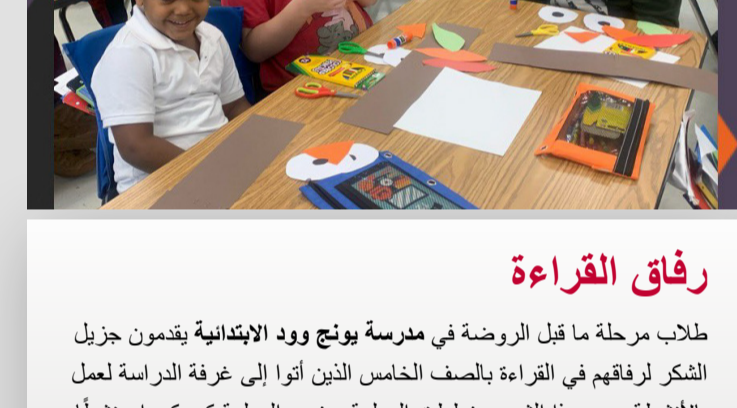 رفاق القراءة
طلاب مرحلة ما قبل الروضة في مدرسة يونج وود الابتدائية يقدمون جزيل
الشكر لرفاقهم في القراءة بالصف الخامس الذين أتوا إلى غرفة الدراسة لعمل